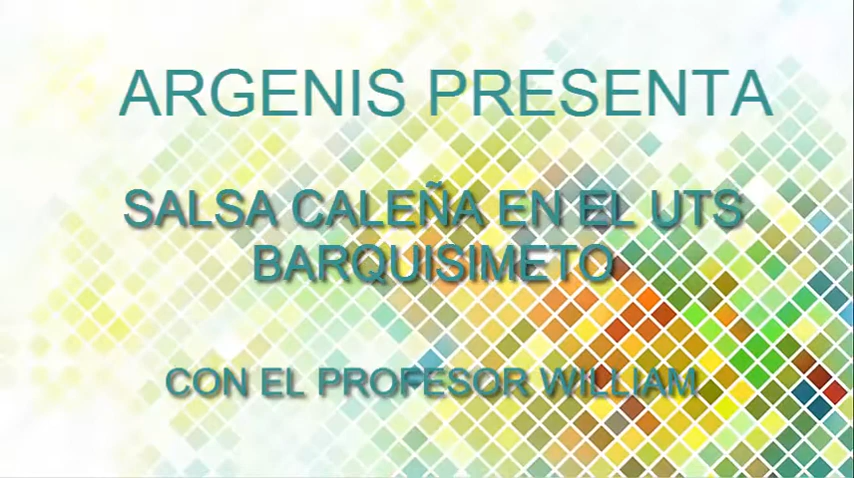 ARGENIS PRESENTA
SALSA CALEÑA EN EL UTS
BARQUISIMETO
CON EL PROFESOR WILLIAM